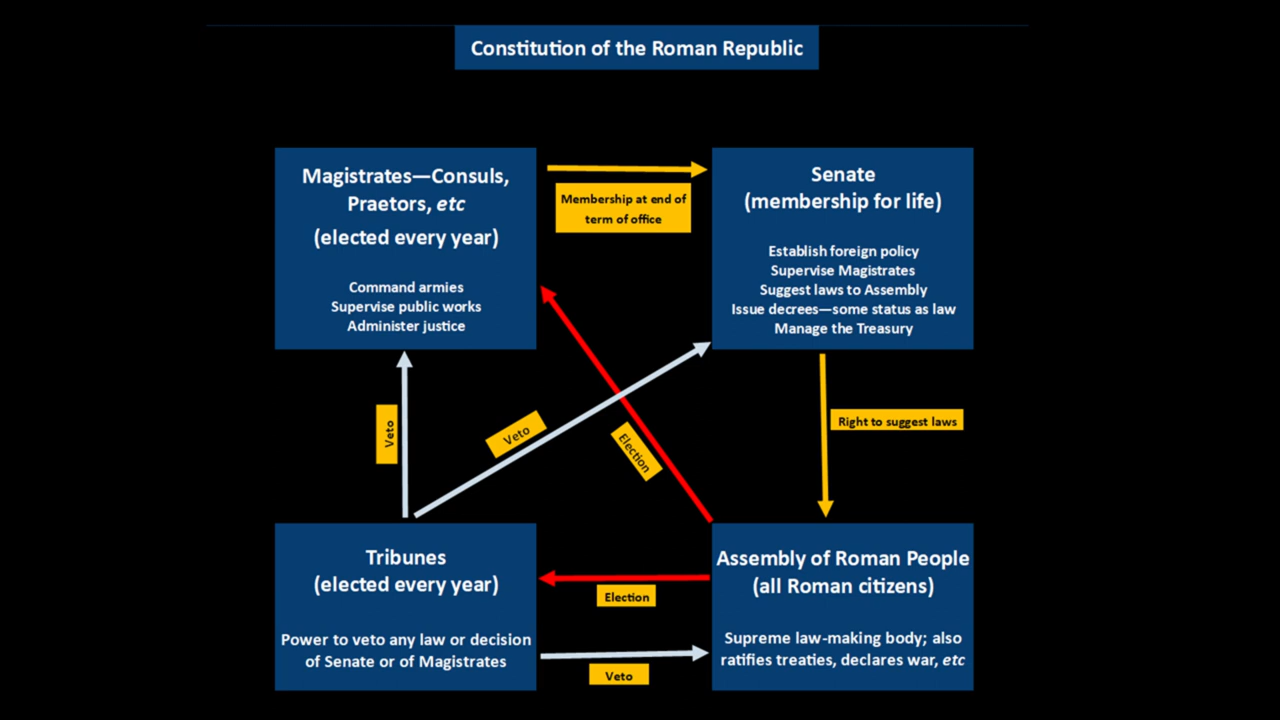 Constitution of the Roman Republic
Magistrates—Consuls,
Praetors, etc
(elected every year)
Command armies
Supervise public works
Administer justice
Membership at end of
term of office
Senate
(membership for life)
Establish foreign policy
Supervise Magistrates
Suggest laws to Assembly
Issue decrees—some status as law
Manage the Treasury
Veto
Veto
Election
Right to suggest laws
Tribunes
(elected every year)
Power to veto any law or decision
of Senate or of Magistrates
Election
Veto
Assembly of Roman People
(all Roman citizens)
Supreme law-making body; also
ratifies treaties, declares war, etc